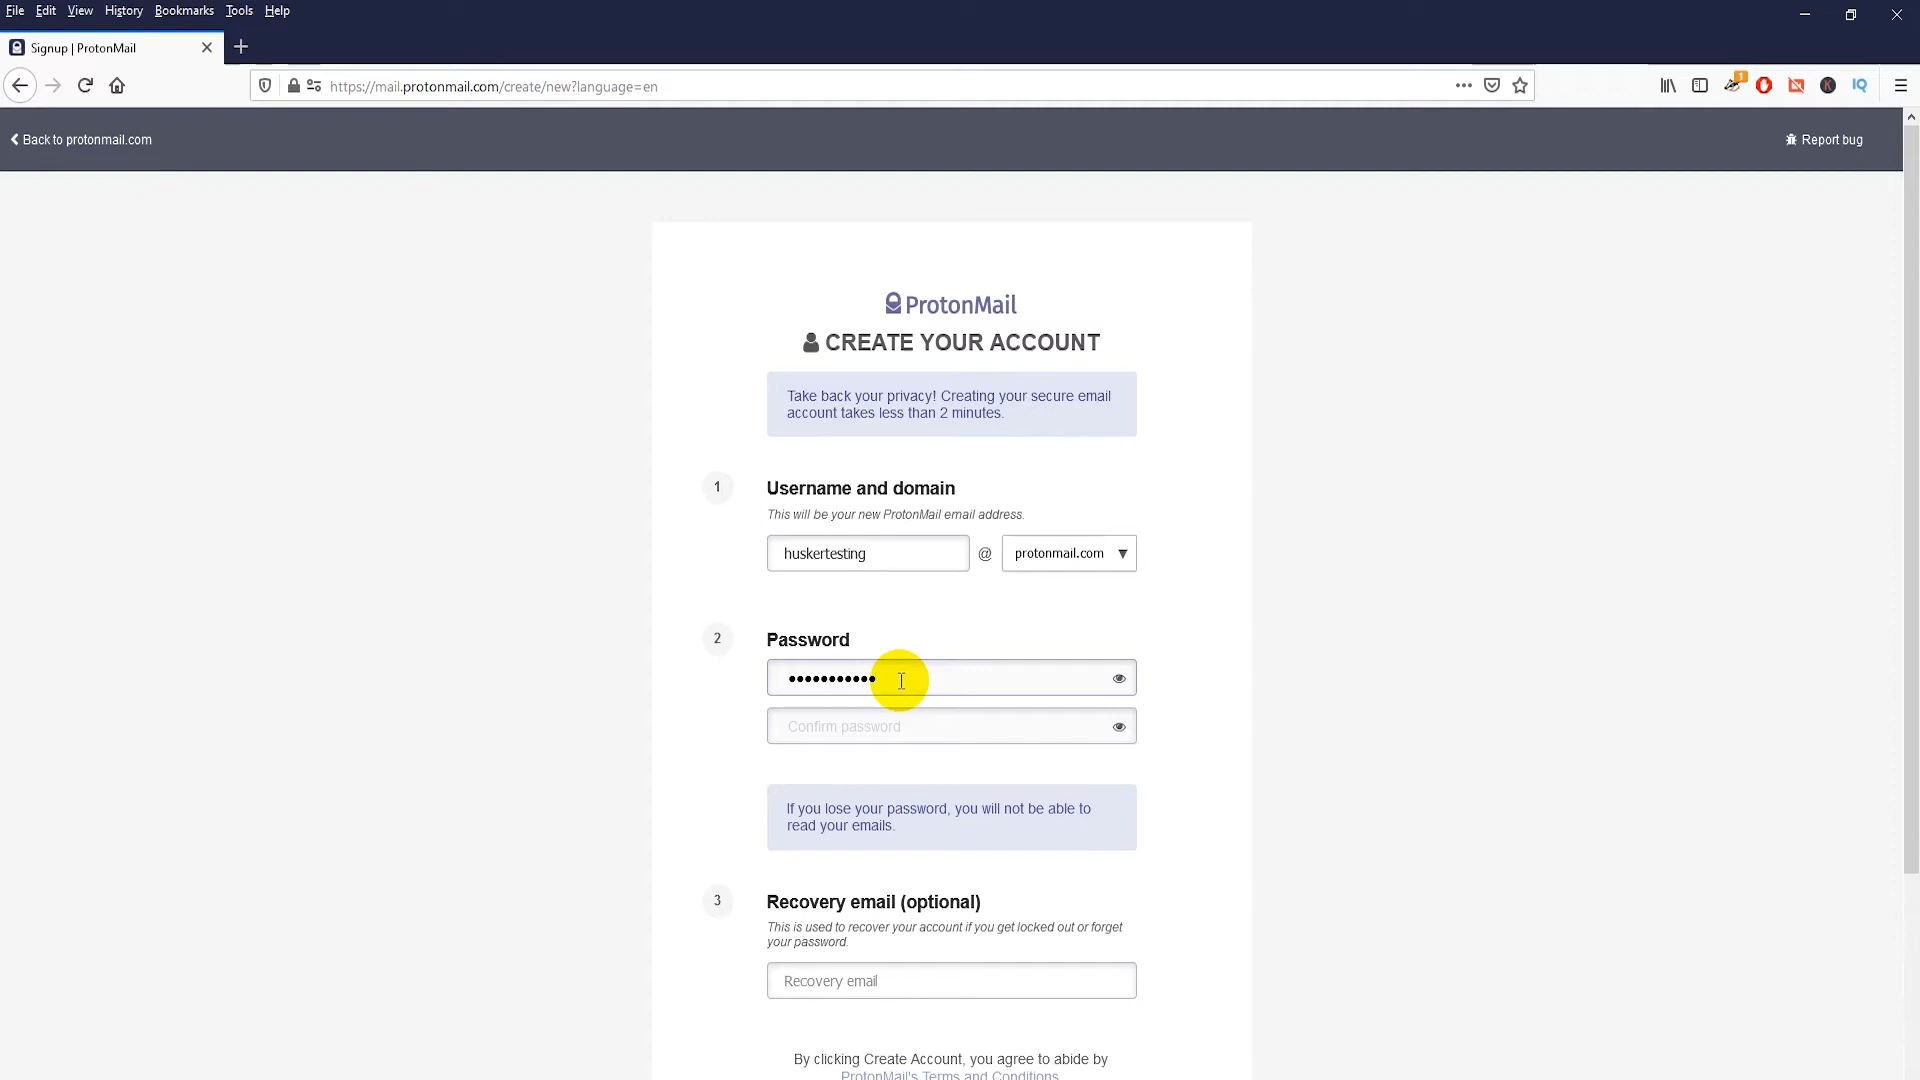 File Edit View History Bookmarks Tools Help
Signup | ProtonMail
https://mail.protonmail.com/create/new?language=en
1
K
IQ
Back to protonmail.com
Report bug
ProtonMail
CREATE YOUR ACCOUNT
Take back your privacy! Creating your secure email
account takes less than 2 minutes.
1
Username and domain
This will be your new ProtonMail email address.
huskertesting @ protonmail.com
2
Password
•••••••••••
Confirm password
If you lose your password, you will not be able to
read your emails.
3
Recovery email (optional)
This is used to recover your account if you get locked out or forget
your password.
Recovery email
By clicking Create Account, you agree to abide by
ProtonMail's Terms and Conditions